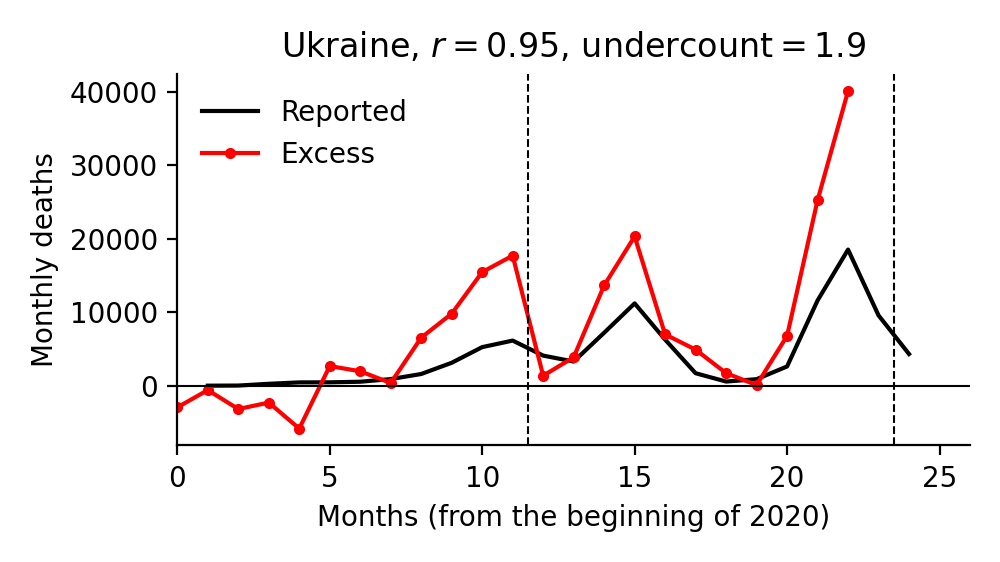 Ukraine, r = 0.95, undercount = 1.9
Reported
Excess
Monthly deaths
40000
30000
20000
10000
0
0 5 10 15 20 25
Months (from the beginning of 2020)